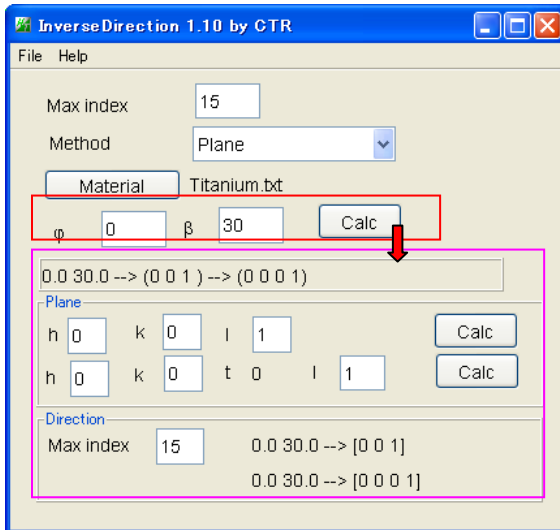 InverseDirection 1.10 by CTR
File Help
Max index 15
Method Plane
Material Titanium.txt
φ 0 β 30 Calc
0.0 30.0 --> (0 0 1 ) --> (0 0 0 1)
Plane
h 0 k 0 l 1 Calc
h 0 k 0 t 0 l 1 Calc
Direction
Max index 15 0.0 30.0 --> [0 0 1]
0.0 30.0 --> [0 0 0 1]